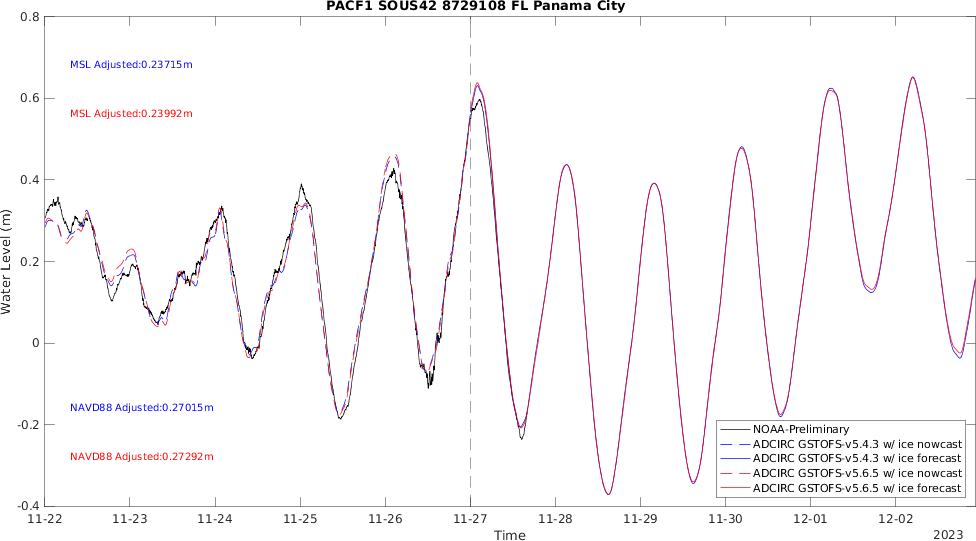 PACF1 SOUS42 8729108 FL Panama City
0.8
0.6
0.4
0.2
0
-0.2
-0.4
Water Level (m)
MSL Adjusted:0.23715m
MSL Adjusted:0.23992m
NAVD88 Adjusted:0.27015m
NAVD88 Adjusted:0.27292m
NOAA-Preliminary
ADCIRC GSTOFS-v5.4.3 w/ ice nowcast
ADCIRC GSTOFS-v5.4.3 w/ ice forecast
ADCIRC GSTOFS-v5.6.5 w/ ice nowcast
ADCIRC GSTOFS-v5.6.5 w/ ice forecast
11-22 11-23 11-24 11-25 11-26 11-27 11-28 11-29 11-30 12-01 12-02
Time
2023